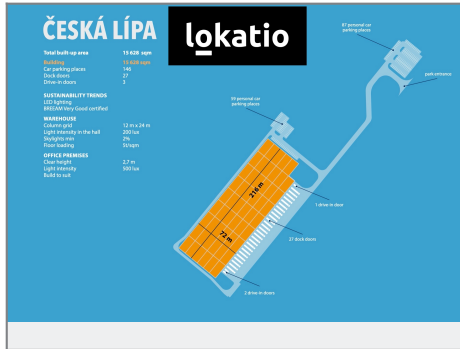 ČESKÁ LÍPA
lokatio
Total built-up area 15 628 sqm
Building 15 628 sqm
Car parking places 146
Dock doors 27
Drive-in doors 3
SUSTAINABILITY TRENDS
LED lighting
BREEAM Very Good certified
WAREHOUSE
Column grid 12 m x 24 m
Light intensity in the hall 200 lux
Skylights min 2%
Floor loading 5t/sqm
OFFICE PREMISES
Clear height 2,7 m
Light intensity 500 lux
Build to suit
87 personal car
parking places
park entrance
59 personal car
parking places
216 m
72 m
1 drive-in door
27 dock doors
2 drive-in doors